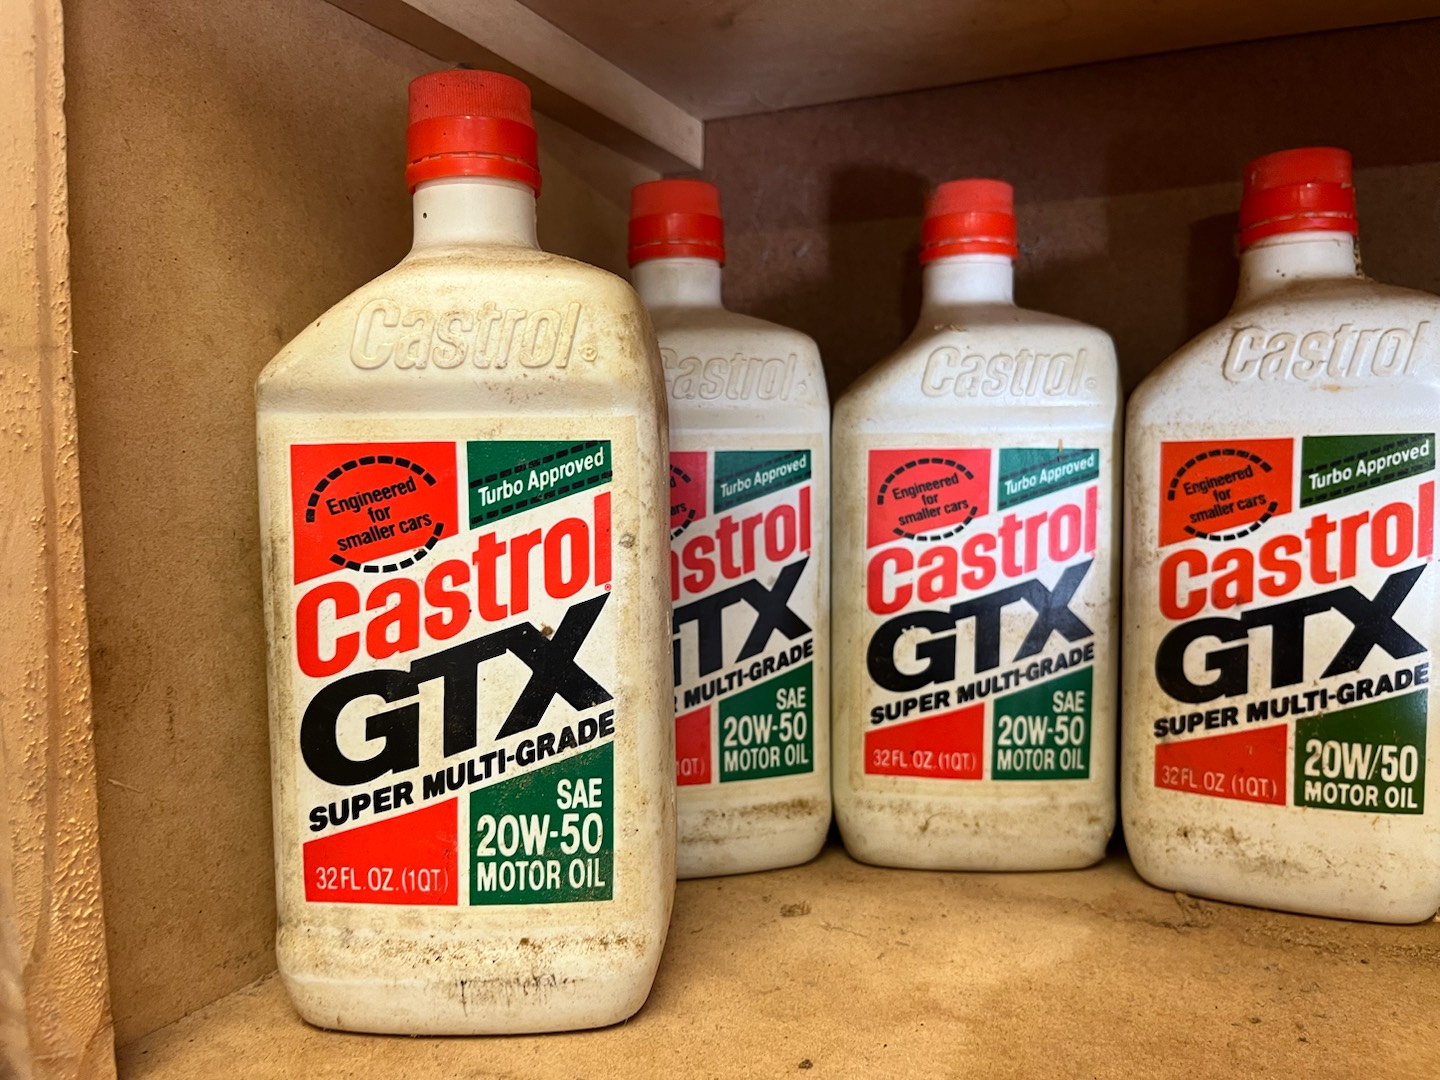 Castrol®
Engineered
for
smaller cars
Turbo Approved
Castrol®
GTX
SUPER MULTI-GRADE
32 FL. OZ. (1QT.)
SAE
20W-50
MOTOR OIL
Castrol
cars
Turbo Approved
Castrol
GTX
MULTI-GRADE
(1QT)
SAE
20W-50
MOTOR OIL
Castrol
Engineered
for
smaller cars
Turbo Approved
Castrol
GTX
SUPER MULTI-GRADE
32 FL. OZ. (1QT.)
SAE
20W-50
MOTOR OIL
Castrol
Engineered
for
smaller cars
Turbo Approved
Castrol
GTX
SUPER MULTI-GRADE
32 FL. OZ. (1QT.)
20W/50
MOTOR OIL